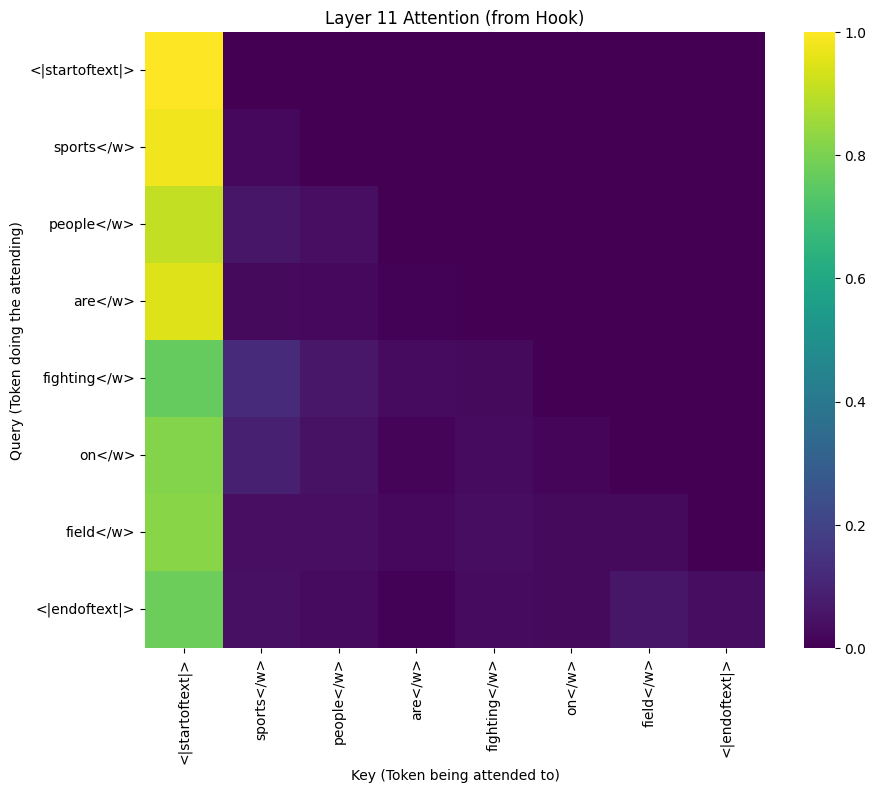 Layer 11 Attention (from Hook)
Query (Token doing the attending)
<|startoftext|>
sports</w>
people</w>
are</w>
fighting</w>
on</w>
field</w>
<|endoftext|>
1.0
0.8
0.6
0.4
0.2
0.0
<|startoftext|>
sports</w>
people</w>
are</w>
fighting</w>
on</w>
field</w>
<|endoftext|>
Key (Token being attended to)